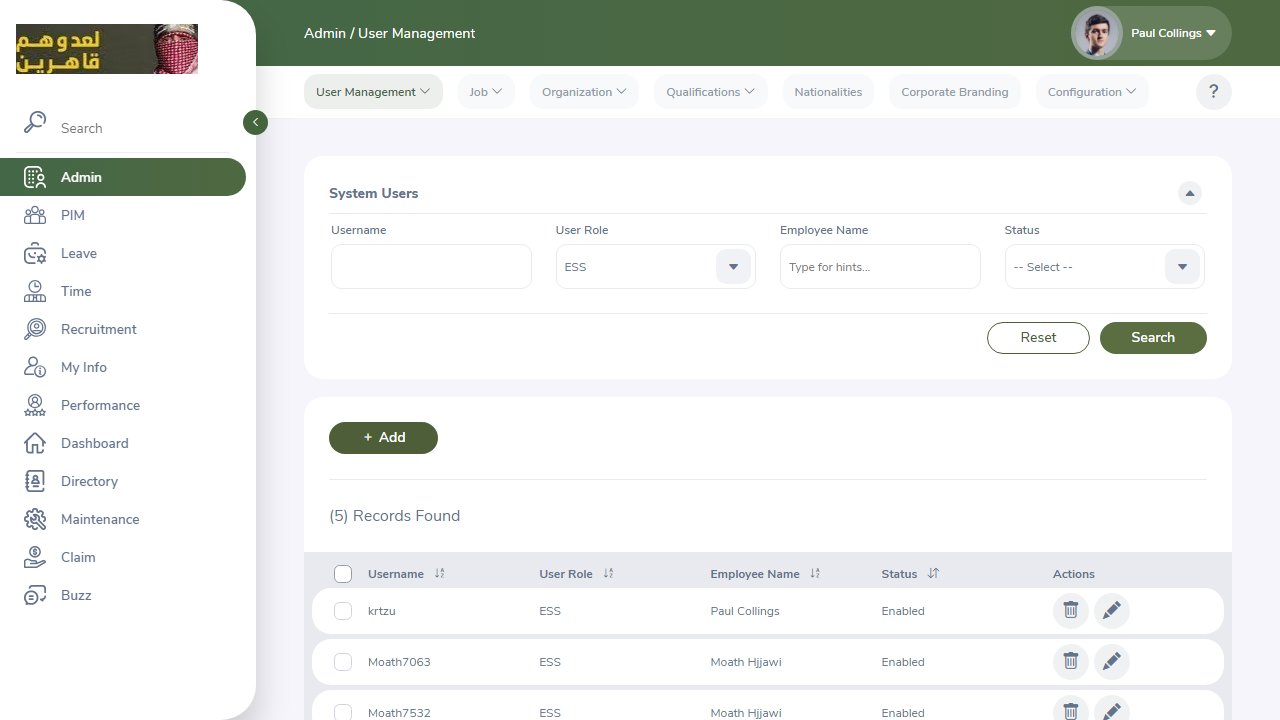 لعدوهم
قاهرين
Search
Admin
PIM
Leave
Time
Recruitment
My Info
Performance
Dashboard
Directory
Maintenance
Claim
Buzz
Admin / User Management
Paul Collings
User Management
Job
Organization
Qualifications
Nationalities
Corporate Branding
Configuration
?
System Users
Username
User Role
Employee Name
Status
ESS
Type for hints...
-- Select --
Reset
Search
+ Add
(5) Records Found
Username User Role Employee Name Status Actions
krtzu ESS Paul Collings Enabled
Moath7063 ESS Moath Hjjawi Enabled
Moath7532 ESS Moath Hjjawi Enabled